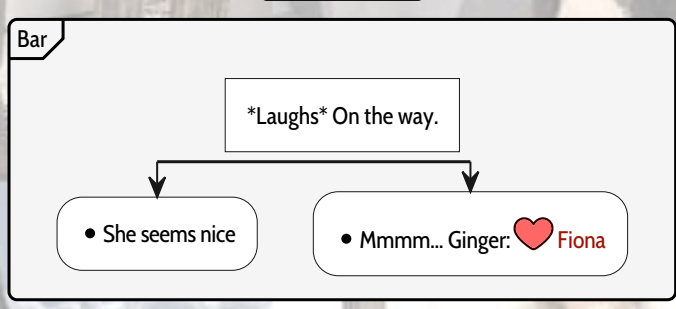 Bar
*Laughs* On the way.
• She seems nice
• Mmmm... Ginger: Fiona